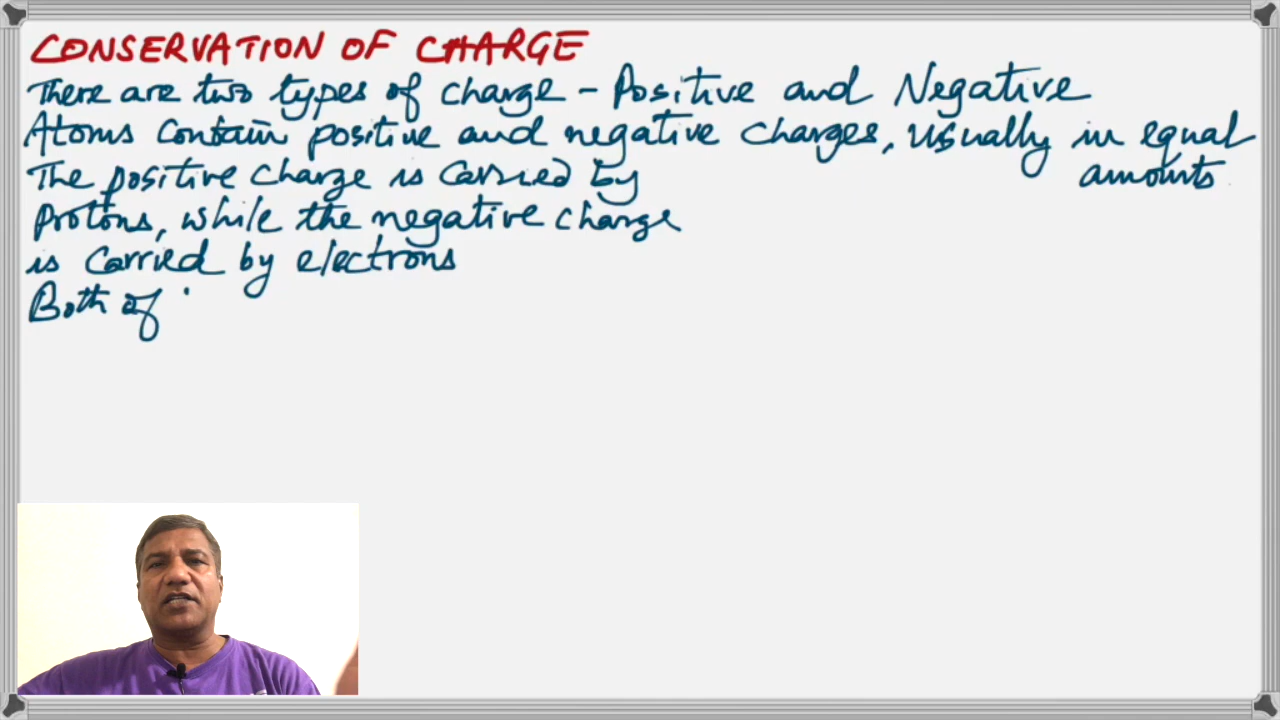 CONSERVATION OF CHARGE
There are two types of charge - Positive and Negative
Atoms contain positive and negative charges, usually in equal
amounts
The positive charge is carried by
protons, while the negative charge
is carried by electrons
Both of